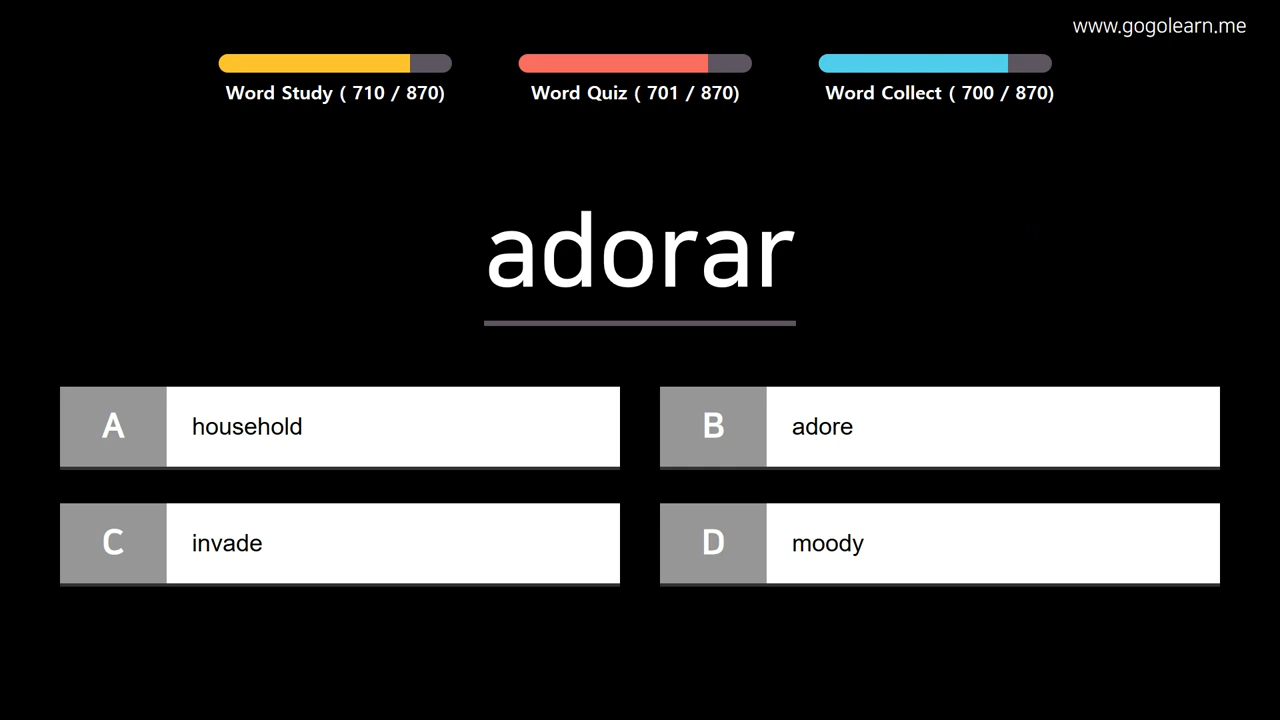 www.gogolearn.me
Word Study ( 710 / 870)
Word Quiz ( 701 / 870)
Word Collect ( 700 / 870)
adorar
A household
B adore
C invade
D moody